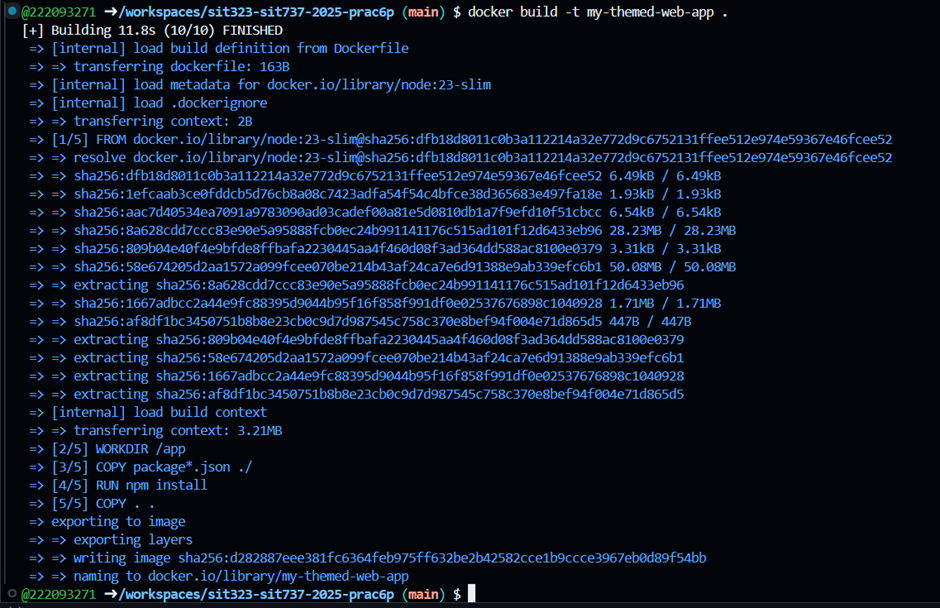 @222093271 ➜/workspaces/sit323-sit737-2025-prac6p (main) $ docker build -t my-themed-web-app .
[+] Building 11.8s (10/10) FINISHED
=> [internal] load build definition from Dockerfile
=> => transferring dockerfile: 163B
=> [internal] load metadata for docker.io/library/node:23-slim
=> [internal] load .dockerignore
=> => transferring context: 2B
=> [1/5] FROM docker.io/library/node:23-slim@sha256:dfb18d8011c0b3a112214a32e772d9c6752131ffee512e974e59367e46fcee52
=> => resolve docker.io/library/node:23-slim@sha256:dfb18d8011c0b3a112214a32e772d9c6752131ffee512e974e59367e46fcee52
=> => sha256:dfb18d8011c0b3a112214a32e772d9c6752131ffee512e974e59367e46fcee52 6.49kB / 6.49kB
=> => sha256:1efcaab3ce0fddcb5d76cb8a08c7423adfa54f54c4bfce38d365683e497fa18e 1.93kB / 1.93kB
=> => sha256:aac7d40534ea7091a9783090ad03cadef00a81e5d0810db1a7f9efd10f51cbcc 6.54kB / 6.54kB
=> => sha256:8a628cdd7ccc83e90e5a95888fcb0ec24b991141176c515ad101f12d6433eb96 28.23MB / 28.23MB
=> => sha256:809b04e40f4e9bfde8ffbafa2230445aa4f460d08f3ad364dd588ac8100e0379 3.31kB / 3.31kB
=> => sha256:58e674205d2aa1572a099fcee070be214b43af24ca7e6d91388e9ab339efc6b1 50.08MB / 50.08MB
=> => extracting sha256:8a628cdd7ccc83e90e5a95888fcb0ec24b991141176c515ad101f12d6433eb96
=> => sha256:1667adbcc2a44e9fc88395d9044b95f16f858f991df0e02537676898c1040928 1.71MB / 1.71MB
=> => sha256:af8df1bc3450751b8b8e23cb0c9d7d987545c758c370e8bef94f004e71d865d5 447B / 447B
=> => extracting sha256:809b04e40f4e9bfde8ffbafa2230445aa4f460d08f3ad364dd588ac8100e0379
=> => extracting sha256:58e674205d2aa1572a099fcee070be214b43af24ca7e6d91388e9ab339efc6b1
=> => extracting sha256:1667adbcc2a44e9fc88395d9044b95f16f858f991df0e02537676898c1040928
=> => extracting sha256:af8df1bc3450751b8b8e23cb0c9d7d987545c758c370e8bef94f004e71d865d5
=> [internal] load build context
=> => transferring context: 3.21MB
=> [2/5] WORKDIR /app
=> [3/5] COPY package*.json ./
=> [4/5] RUN npm install
=> [5/5] COPY . .
=> exporting to image
=> => exporting layers
=> => writing image sha256:d282887eee381fc6364feb975ff632be2b42582cce1b9ccce3967eb0d89f54bb
=> => naming to docker.io/library/my-themed-web-app
@222093271 ➜/workspaces/sit323-sit737-2025-prac6p (main) $